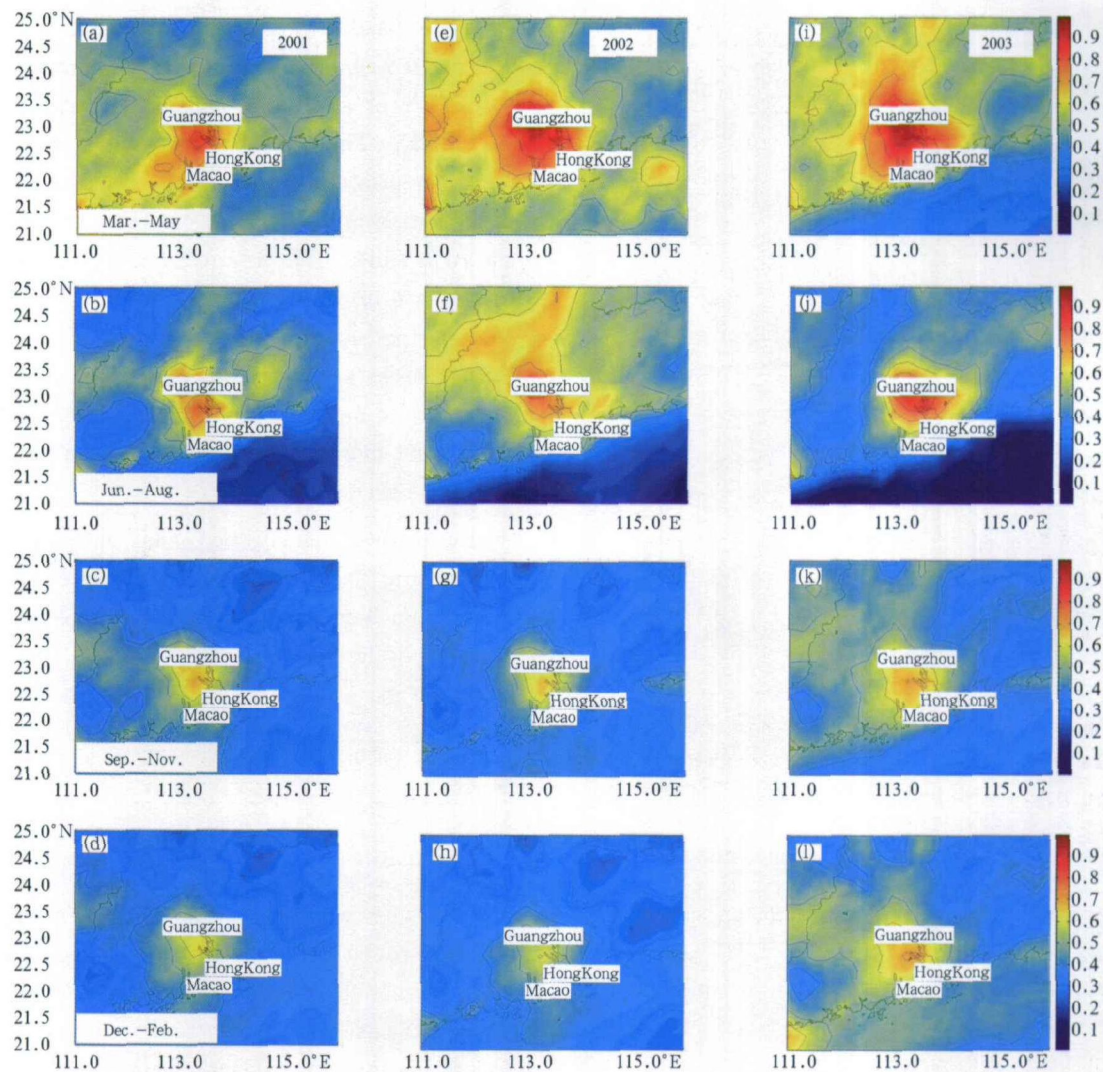 25.0°N
24.5
24.0
23.5
23.0
22.5
22.0
21.5
21.0
(a)
2001
Guangzhou
HongKong
Macao
Mar.-May
111.0 113.0 115.0°E
(e)
2002
Guangzhou
HongKong
Macao
111.0 113.0 115.0°E
(i)
2003
Guangzhou
HongKong
Macao
111.0 113.0 115.0°E
0.9
0.8
0.7
0.6
0.5
0.4
0.3
0.2
0.1
25.0°N
24.5
24.0
23.5
23.0
22.5
22.0
21.5
21.0
(b)
Guangzhou
HongKong
Macao
Jun.-Aug.
111.0 113.0 115.0°E
(f)
Guangzhou
HongKong
Macao
111.0 113.0 115.0°E
(j)
Guangzhou
HongKong
Macao
111.0 113.0 115.0°E
0.9
0.8
0.7
0.6
0.5
0.4
0.3
0.2
0.1
25.0°N
24.5
24.0
23.5
23.0
22.5
22.0
21.5
21.0
(c)
Guangzhou
HongKong
Macao
Sep.-Nov.
111.0 113.0 115.0°E
(g)
Guangzhou
HongKong
Macao
111.0 113.0 115.0°E
(k)
Guangzhou
HongKong
Macao
111.0 113.0 115.0°E
0.9
0.8
0.7
0.6
0.5
0.4
0.3
0.2
0.1
25.0°N
24.5
24.0
23.5
23.0
22.5
22.0
21.5
21.0
(d)
Guangzhou
HongKong
Macao
Dec.-Feb.
111.0 113.0 115.0°E
(h)
Guangzhou
HongKong
Macao
111.0 113.0 115.0°E
(l)
Guangzhou
HongKong
Macao
111.0 113.0 115.0°E
0.9
0.8
0.7
0.6
0.5
0.4
0.3
0.2
0.1